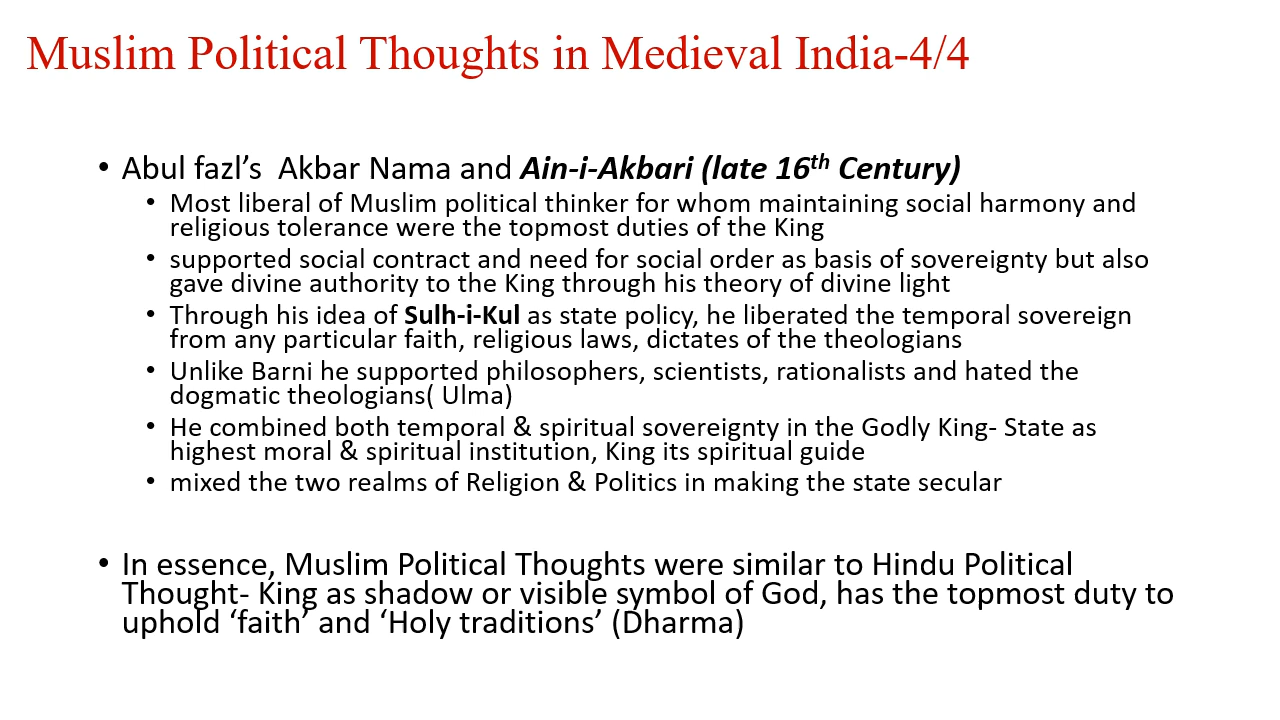 Muslim Political Thoughts in Medieval India-4/4
• Abul fazl’s  Akbar Nama and Ain-i-Akbari (late 16th Century)
• Most liberal of Muslim political thinker for whom maintaining social harmony and
religious tolerance were the topmost duties of the King
• supported social contract and need for social order as basis of sovereignty but also
gave divine authority to the King through his theory of divine light
• Through his idea of Sulh-i-Kul as state policy, he liberated the temporal sovereign
from any particular faith, religious laws, dictates of the theologians
• Unlike Barni he supported philosophers, scientists, rationalists and hated the
dogmatic theologians( Ulma)
• He combined both temporal & spiritual sovereignty in the Godly King- State as
highest moral & spiritual institution, King its spiritual guide
• mixed the two realms of Religion & Politics in making the state secular
• In essence, Muslim Political Thoughts were similar to Hindu Political
Thought- King as shadow or visible symbol of God, has the topmost duty to
uphold ‘faith’ and ‘Holy traditions’ (Dharma)